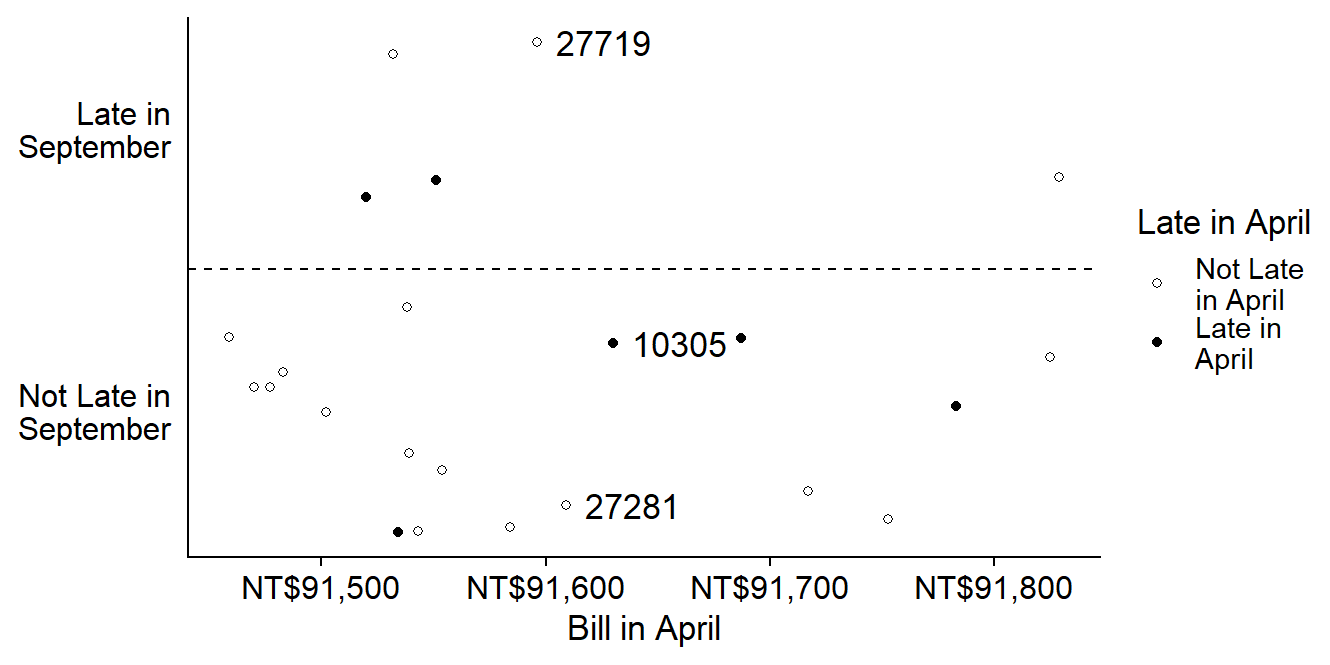 27719
Late in
September
Late in April
Not Late
in April
Late in
April
10305
Not Late in
September
27281
NT$91,500
NT$91,600
NT$91,700
NT$91,800
Bill in April